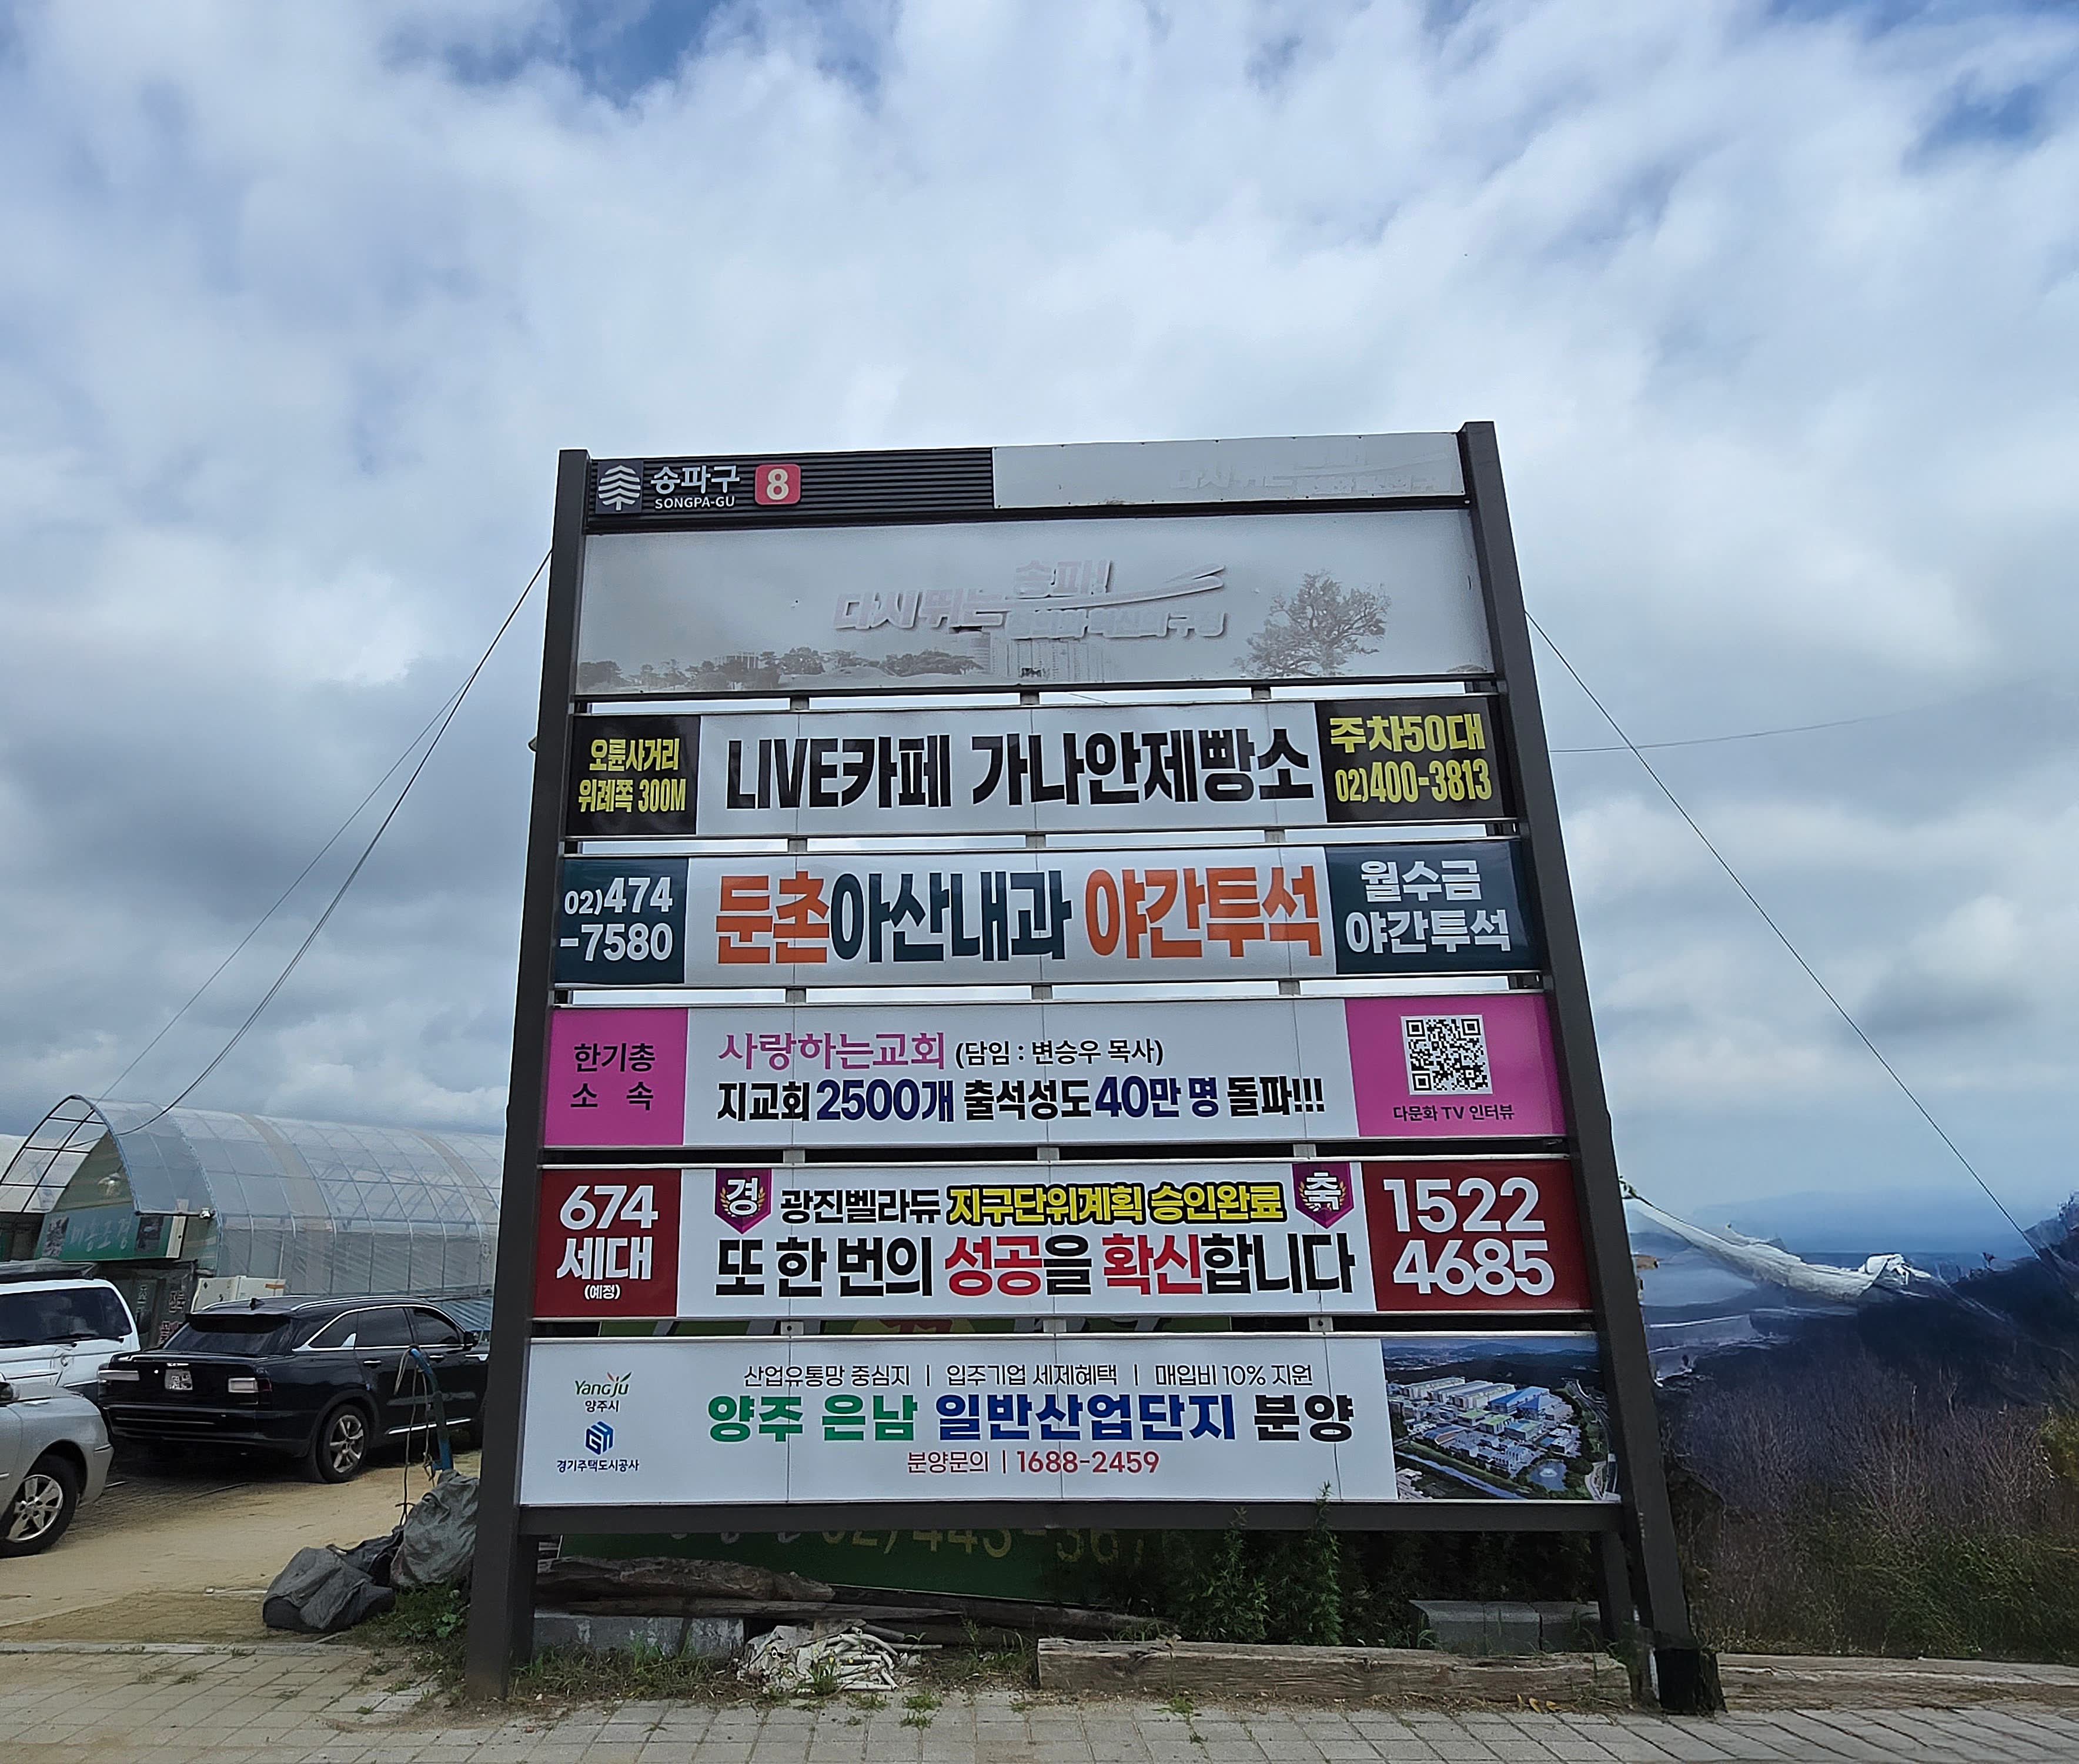 송파구 8
SONGPA-GU
송파!
다시 뛰는
오륜사거리
위례쪽 300M
LIVE카페 가나안제빵소
주차50대
02)400-3813
02)474
-7580
둔촌아산내과 야간투석
월수금
야간투석
한기총
소 속
사랑하는교회 (담임 : 변승우 목사)
지교회 2500개 출석성도 40만 명 돌파!!!
다문화 TV 인터뷰
674
세대
(예정)
경 광진벨라듀 지구단위계획 승인완료 축
또 한 번의 성공을 확신합니다
1522
4685
Yangju
양주시
경기주택도시공사
산업유통망 중심지 | 입주기업 세제혜택 | 매입비 10% 지원
양주 은남 일반산업단지 분양
분양문의 | 1688-2459